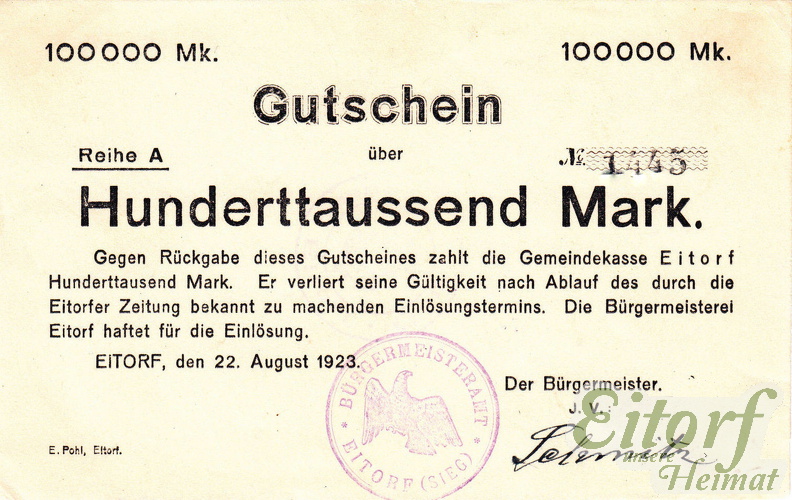 100000 Mk. 100000 Mk.
Gutschein
Reihe A über № 1445
Hunderttaussend Mark.
Gegen Rückgabe dieses Gutscheines zahlt die Gemeindekasse Eitorf
Hunderttausend Mark. Er verliert seine Gültigkeit nach Ablauf des durch die
Eitorfer Zeitung bekannt zu machenden Einlösungstermins. Die Bürgermeisterei
Eitorf haftet für die Einlösung.
EiTORF, den 22. August 1923.
BÜRGERMEISTERAMT
EITORF (SIEG)
Der Bürgermeister.
J. V.
Schmitz
E. Pohl, Eitorf.
Eitorf
unsere
Heimat